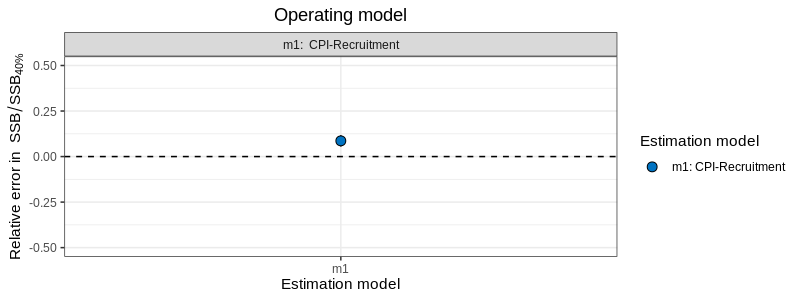 Operating model
m1: CPI-Recruitment
Relative error in SSB/SSB40%
0.50
0.25
0.00
-0.25
-0.50
m1
Estimation model
Estimation model
m1: CPI-Recruitment